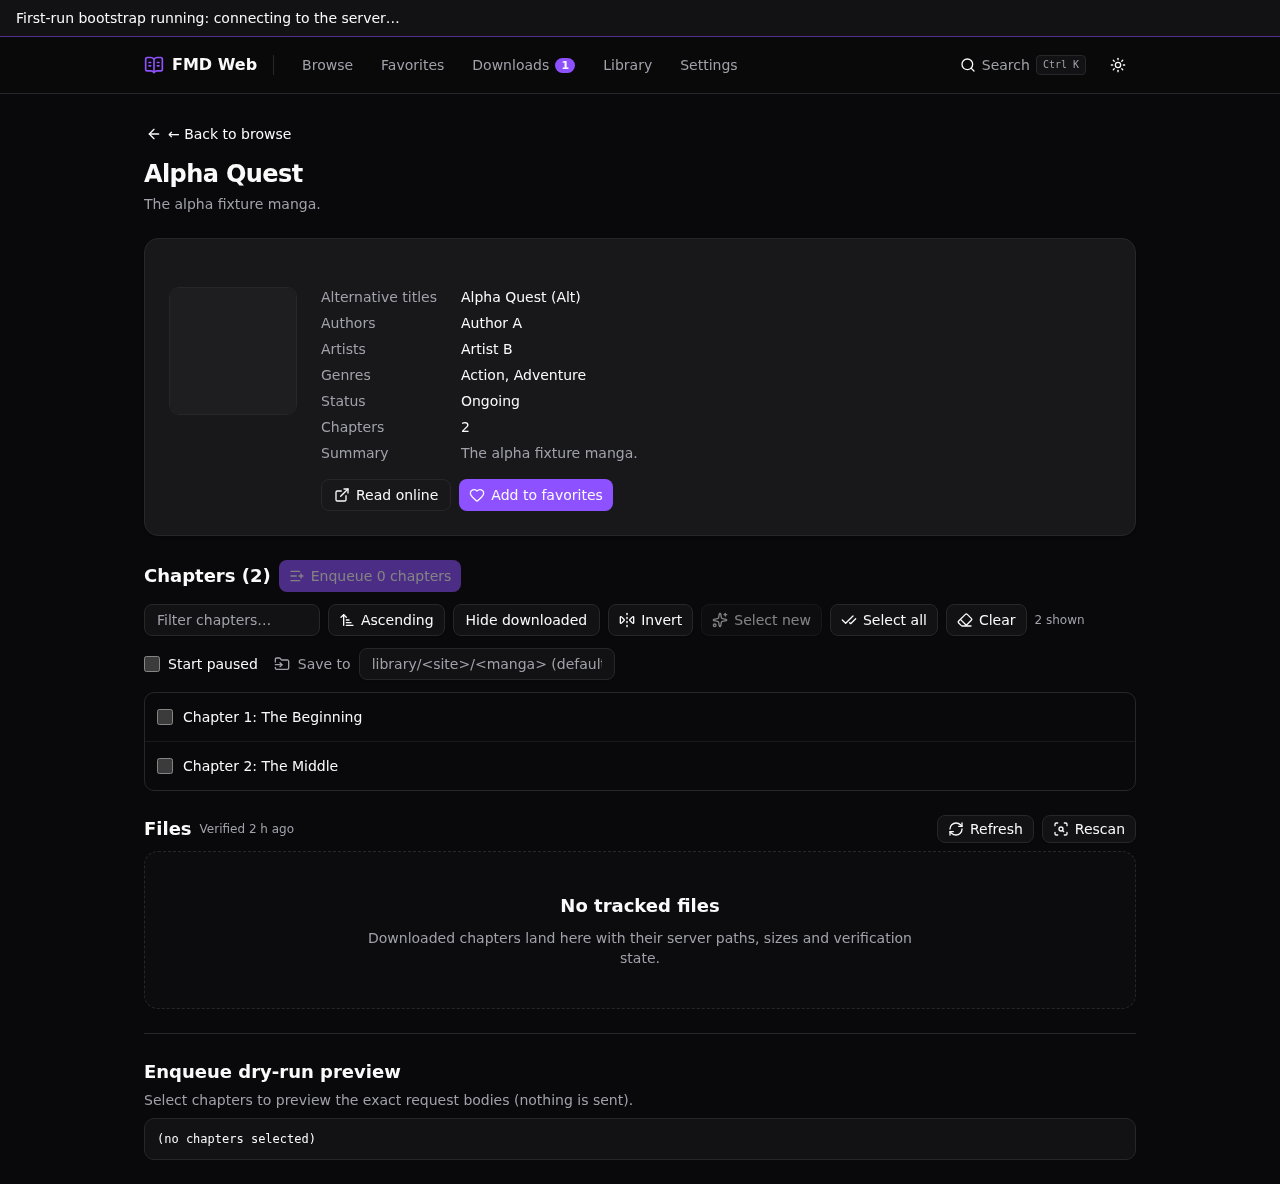 First-run bootstrap running: connecting to the server…
FMD Web Browse Favorites Downloads 1 Library Settings Search Ctrl K
← Back to browse
Alpha Quest
The alpha fixture manga.
Alternative titles Alpha Quest (Alt)
Authors Author A
Artists Artist B
Genres Action, Adventure
Status Ongoing
Chapters 2
Summary The alpha fixture manga.
Read online Add to favorites
Chapters (2) Enqueue 0 chapters
Filter chapters… Ascending Hide downloaded Invert Select new Select all Clear 2 shown
Start paused Save to library/<site>/<manga> (defaul
Chapter 1: The Beginning
Chapter 2: The Middle
Files Verified 2 h ago Refresh Rescan
No tracked files
Downloaded chapters land here with their server paths, sizes and verification
state.
Enqueue dry-run preview
Select chapters to preview the exact request bodies (nothing is sent).
(no chapters selected)